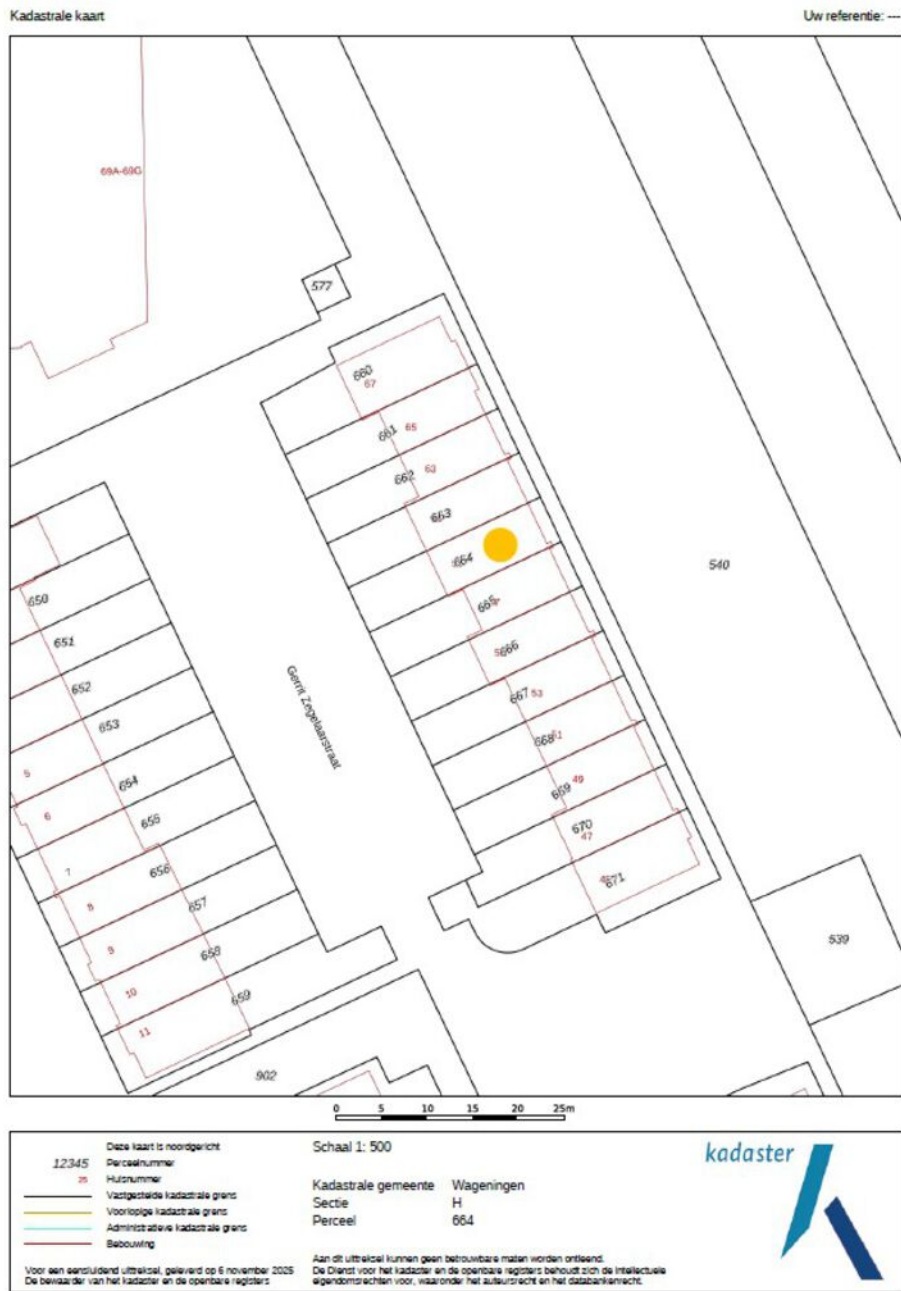 Kadastrale kaart
Uw referentie: ---
69A-69G
577
660
67
661
65
662
63
663
664
540
665
666
667
53
668
51
669
49
670
47
671
539
Gerrit Zegelaarstraat
650
651
652
653
5
654
6
655
7
656
8
657
9
658
10
659
11
902
0 5 10 15 20 25m
Deze kaart is noordgericht
12345 Perceelnummer
25 Huisnummer
Vastgestelde kadastrale grens
Voorlopige kadastrale grens
Administratieve kadastrale grens
Bebouwing
Voor een eensluidend uittreksel, geleverd op 6 november 2025
De bewaarder van het kadaster en de openbare registers
Schaal 1: 500
Kadastrale gemeente Wageningen
Sectie H
Perceel 664
Aan dit uittreksel kunnen geen betrouwbare maten worden ontleend.
De Dienst voor het kadaster en de openbare registers behoudt zich de intellectuele
eigendomsrechten voor, waaronder het auteursrecht en het databankenrecht.
kadaster